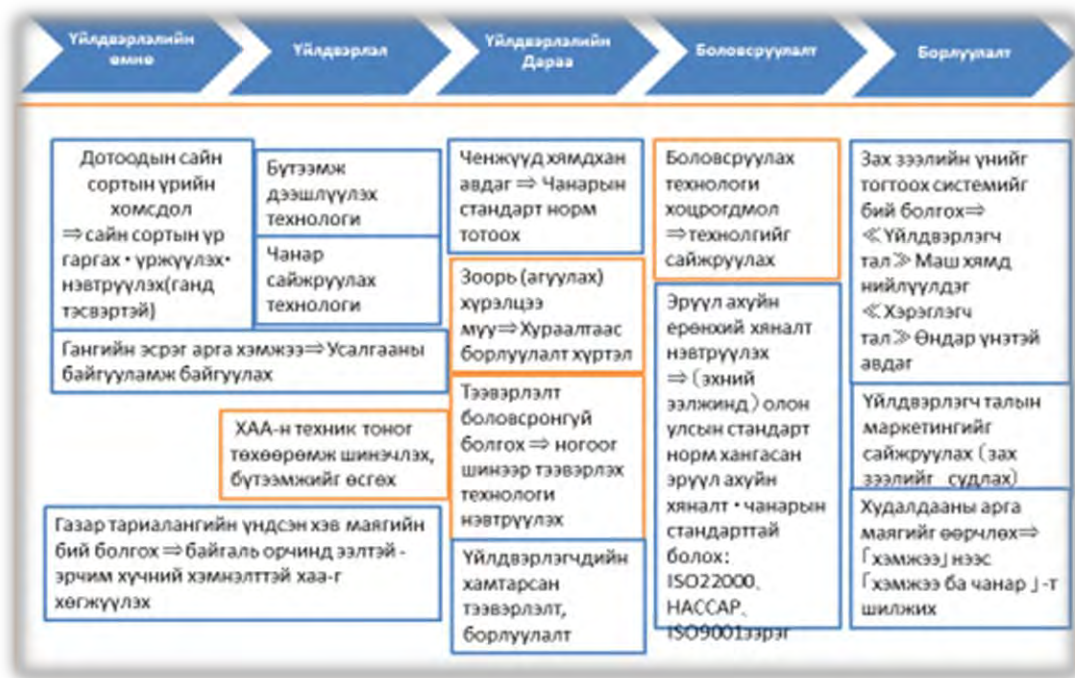 Үйлдвэрлэлийн
өмнө
Үйлдвэрлэл
Үйлдвэрлэлийн
Дараа
Боловсруулалт
Борлуулалт
Дотоодын сайн
сортын үрийн
хомсдол
⇒сайн сортын үр
гаргах・үржүүлэх・
нэвтрүүлэх(ганд
тэсвэртэй)
Бүтээмж
дээшлүүлэх
технологи
Чанар
сайжруулах
технологи
Гангийн эсрэг арга хэмжээ⇒Усалгааны
байгууламж байгуулах
ХАА-н техник тоног
төхөөрөмж шинэчлэх,
бүтээмжийг өсгөх
Газар тариалангийн үндсэн хэв маягийн
бий болгох ⇒байгаль орчинд ээлтэй -
эрчим хүчний хэмнэлттэй хаа-г
хөгжүүлэх
Ченжүүд хямдхан
авдаг ⇒ Чанарын
стандарт норм
тотоох
Зоорь (агуулах)
хүрэлцээ
муу⇒Хураалтаас
борлуулалт хүртэл
Тээвэрлэлт
боловсронгуй
болгох ⇒ ногоог
шинээр тээвэрлэх
технологи
нэвтрүүлэх
Үйлдвэрлэгчдийн
хамтарсан
тээвэрлэлт,
борлуулалт
Боловсруулах
технологи
хоцрогдмол
⇒технолгийг
сайжруулах
Эрүүл ахуйн
ерөнхий хяналт
нэвтрүүлэх
⇒（эхний
ээлжинд）олон
улсын стандарт
норм хангасан
эрүүл ахуйн
хяналт・чанарын
стандарттай
болох：
ISO22000、
HACCAP、
ISO9001зэрэг
Зах зээлийн үнийг
тогтоох системийг
бий болгох⇒
≪Үйлдвэрлэгч
тал≫ Маш хямд
нийлүүлдэг
≪Хэрэглэгч
тал≫ Өндар үнэтэй
авдаг
Үйлдвэрлэгч талын
маркетингийг
сайжруулах（зах
зээлийг судлах）
Худалдааны арга
маягийг өөрчлөх⇒
「хэмжээ」нээс
「хэмжээ ба чанар」-т
шилжих